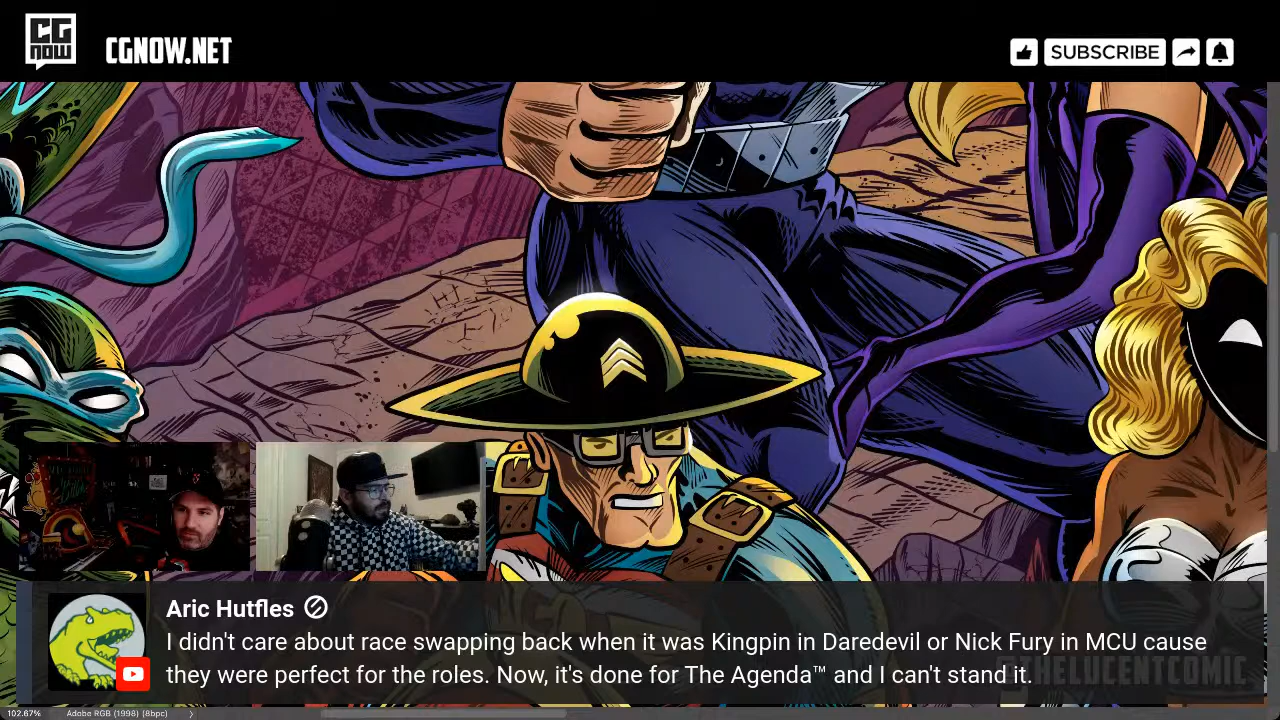 CG
NOW
CGNOW.NET
SUBSCRIBE
Aric Hutfles
I didn't care about race swapping back when it was Kingpin in Daredevil or Nick Fury in MCU cause
they were perfect for the roles. Now, it's done for The Agenda™ and I can't stand it.
THELUCENTCOMIC
102.67% Adobe RGB (1998) (8bpc)